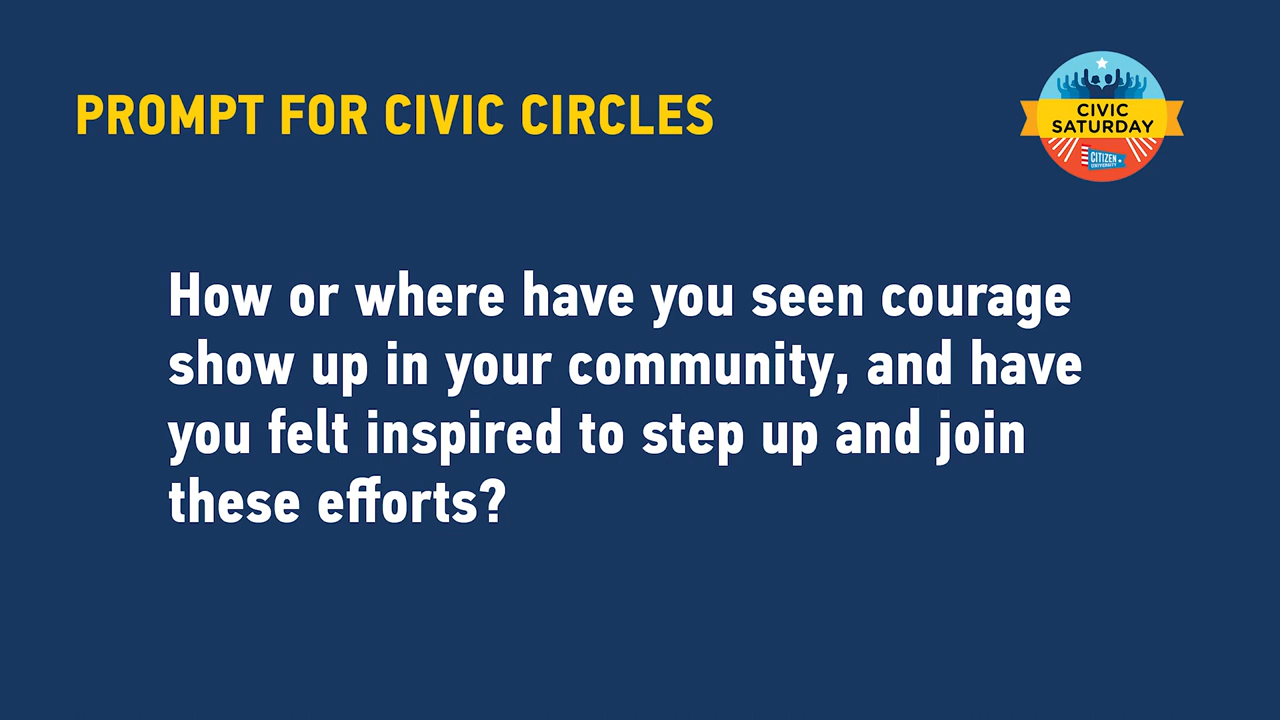 PROMPT FOR CIVIC CIRCLES
CIVIC
SATURDAY
CITIZEN
UNIVERSITY
How or where have you seen courage
show up in your community, and have
you felt inspired to step up and join
these efforts?